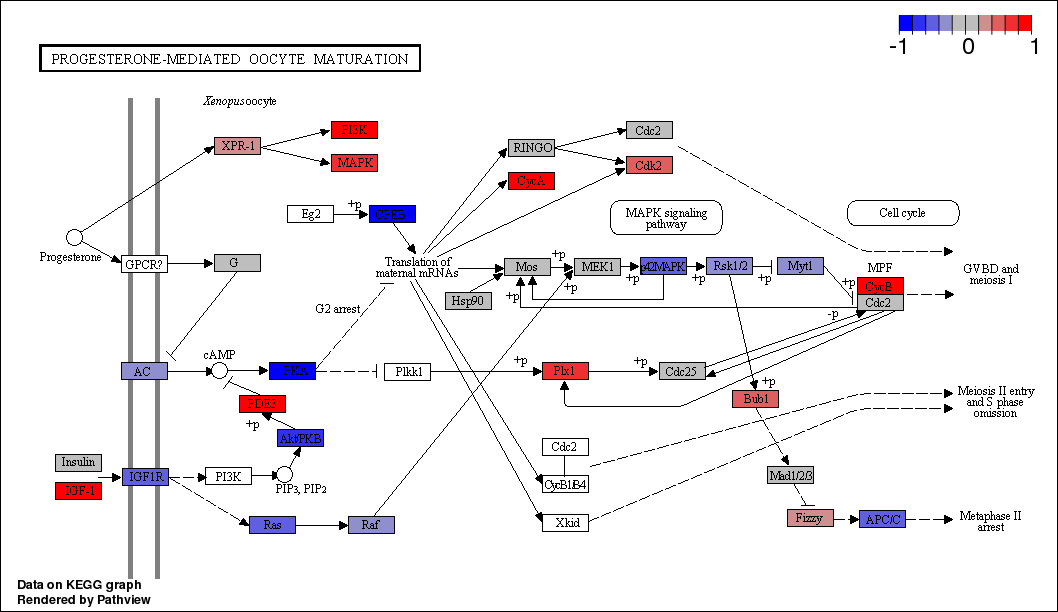 -1 0 1
PROGESTERONE-MEDIATED OOCYTE MATURATION
Xenopus oocyte
XPR-1
PI3K
MAPK
RINGO
CycA
Cdc2
Cdk2
Eg2
+p
CPEB
MAPK signaling
pathway
Cell cycle
Progesterone
GPCR?
G
Translation of
maternal mRNAs
Mos
+p
MEK1
+p
p42MAPK
+p
Rsk1/2
+p
Myt1
+p
MPF
CycB
Cdc2
GVBD and
meiosis I
Hsp90
+p
+p
-p
G2 arrest
cAMP
AC
PKA
Plkk1
+p
Plx1
+p
Cdc25
+p
Bub1
Meiosis II entry
and S phase
omission
PDE3
+p
Akt/PKB
Insulin
IGF-1
IGF1R
PI3K
PIP3, PIP2
Cdc2
CycB1/B4
Mad1/2/3
Ras
Raf
Xkid
Fizzy
APC/C
Metaphase II
arrest
Data on KEGG graph
Rendered by Pathview